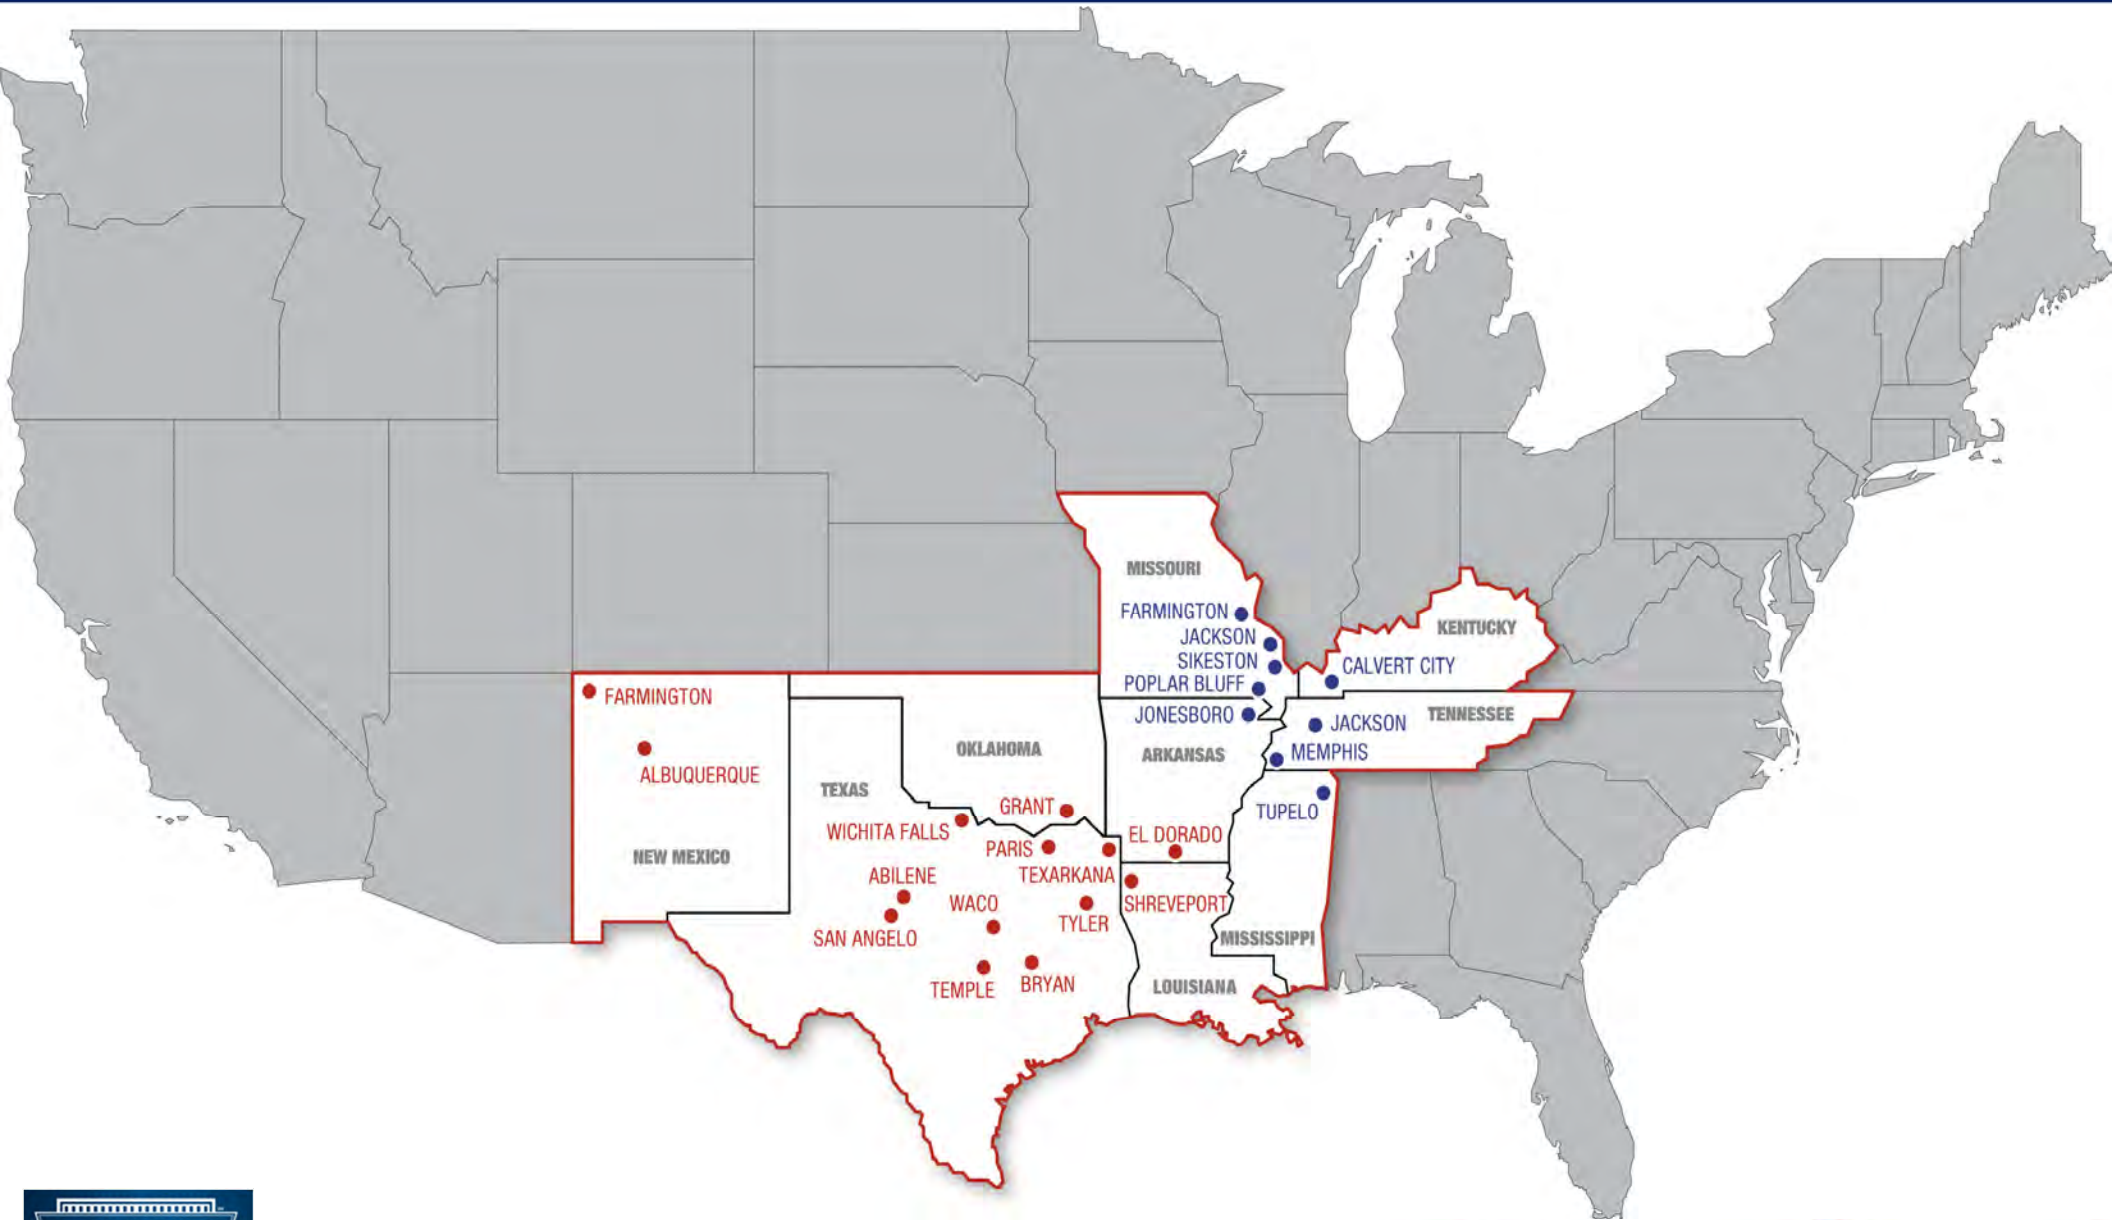 MISSOURI
FARMINGTON
JACKSON
SIKESTON
POPLAR BLUFF
JONESBORO
KENTUCKY
CALVERT CITY
TENNESSEE
JACKSON
MEMPHIS
FARMINGTON
ALBUQUERQUE
NEW MEXICO
OKLAHOMA
GRANT
TEXAS
WICHITA FALLS
PARIS
TEXARKANA
ABILENE
WACO
SAN ANGELO
TYLER
TEMPLE
BRYAN
ARKANSAS
EL DORADO
SHREVEPORT
LOUISIANA
TUPELO
MISSISSIPPI